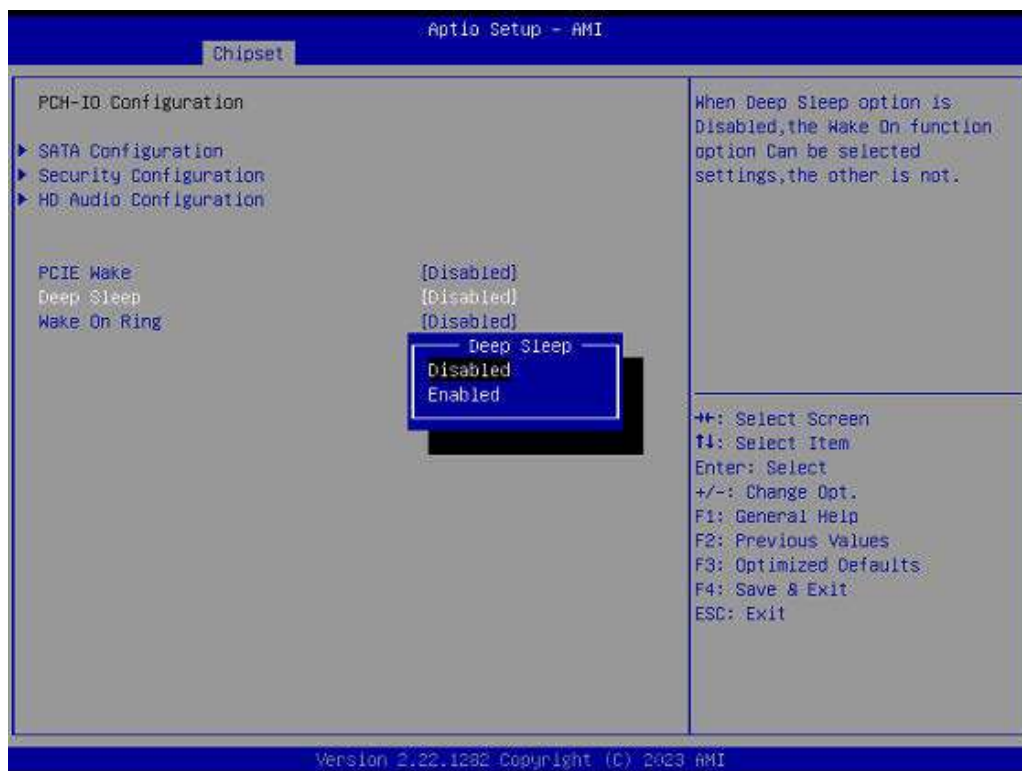 Aptio Setup - AMI
Chipset
PCH-IO Configuration
SATA Configuration
Security Configuration
HD Audio Configuration
PCIE Wake [Disabled]
Deep Sleep [Disabled]
Wake On Ring [Disabled]
Deep Sleep
Disabled
Enabled
When Deep Sleep option is
Disabled,the Wake On function
option Can be selected
settings,the other is not.
→←: Select Screen
↑↓: Select Item
Enter: Select
+/-: Change Opt.
F1: General Help
F2: Previous Values
F3: Optimized Defaults
F4: Save & Exit
ESC: Exit
Version 2.22.1282 Copyright (C) 2023 AMI